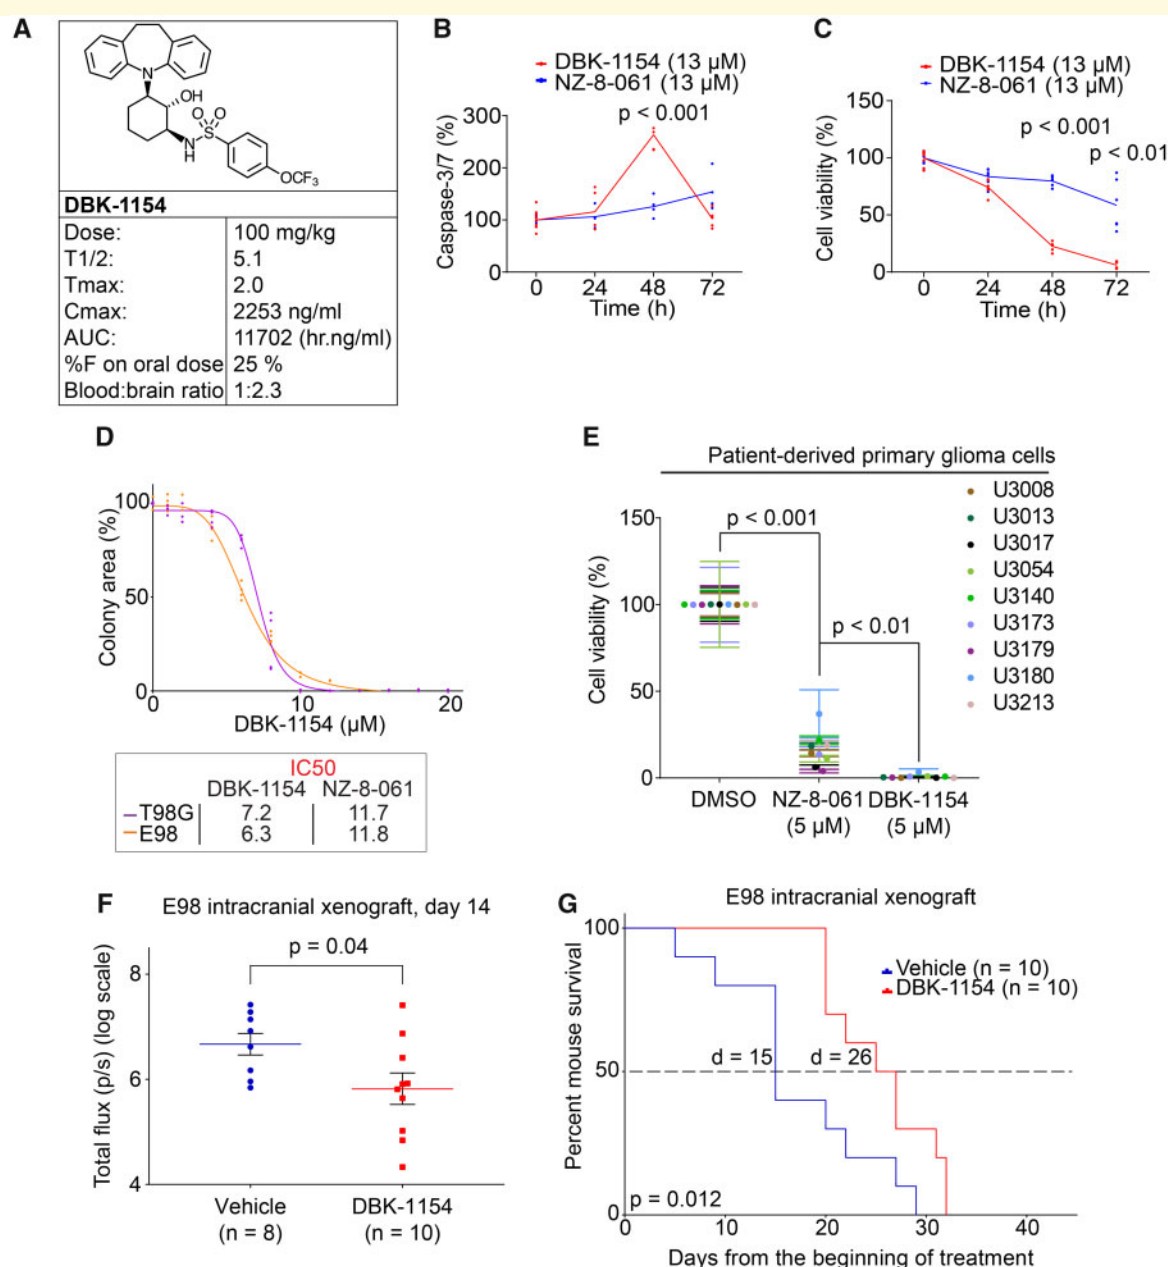 A
N
OH
O O
S
N
H
OCF3
DBK-1154
Dose: 100 mg/kg
T1/2: 5.1
Tmax: 2.0
Cmax: 2253 ng/ml
AUC: 11702 (hr.ng/ml)
%F on oral dose 25 %
Blood:brain ratio 1:2.3
B
DBK-1154 (13 µM)
NZ-8-061 (13 µM)
p < 0.001
Caspase-3/7 (%)
300
200
100
0
0 24 48 72
Time (h)
C
DBK-1154 (13 µM)
NZ-8-061 (13 µM)
p < 0.001
p < 0.01
Cell viability (%)
150
100
50
0
0 24 48 72
Time (h)
D
Colony area (%)
100
50
0
0 10 20
DBK-1154 (µM)
IC50
DBK-1154 NZ-8-061
T98G 7.2 11.7
E98 6.3 11.8
E
Patient-derived primary glioma cells
p < 0.001
p < 0.01
Cell viability (%)
150
100
50
0
DMSO NZ-8-061 DBK-1154
(5 µM) (5 µM)
U3008
U3013
U3017
U3054
U3140
U3173
U3179
U3180
U3213
F
E98 intracranial xenograft, day 14
p = 0.04
Total flux (p/s) (log scale)
8
6
4
Vehicle DBK-1154
(n = 8) (n = 10)
G
E98 intracranial xenograft
Vehicle (n = 10)
DBK-1154 (n = 10)
Percent mouse survival
100
50
0
d = 15 d = 26
p = 0.012
0 10 20 30 40
Days from the beginning of treatment